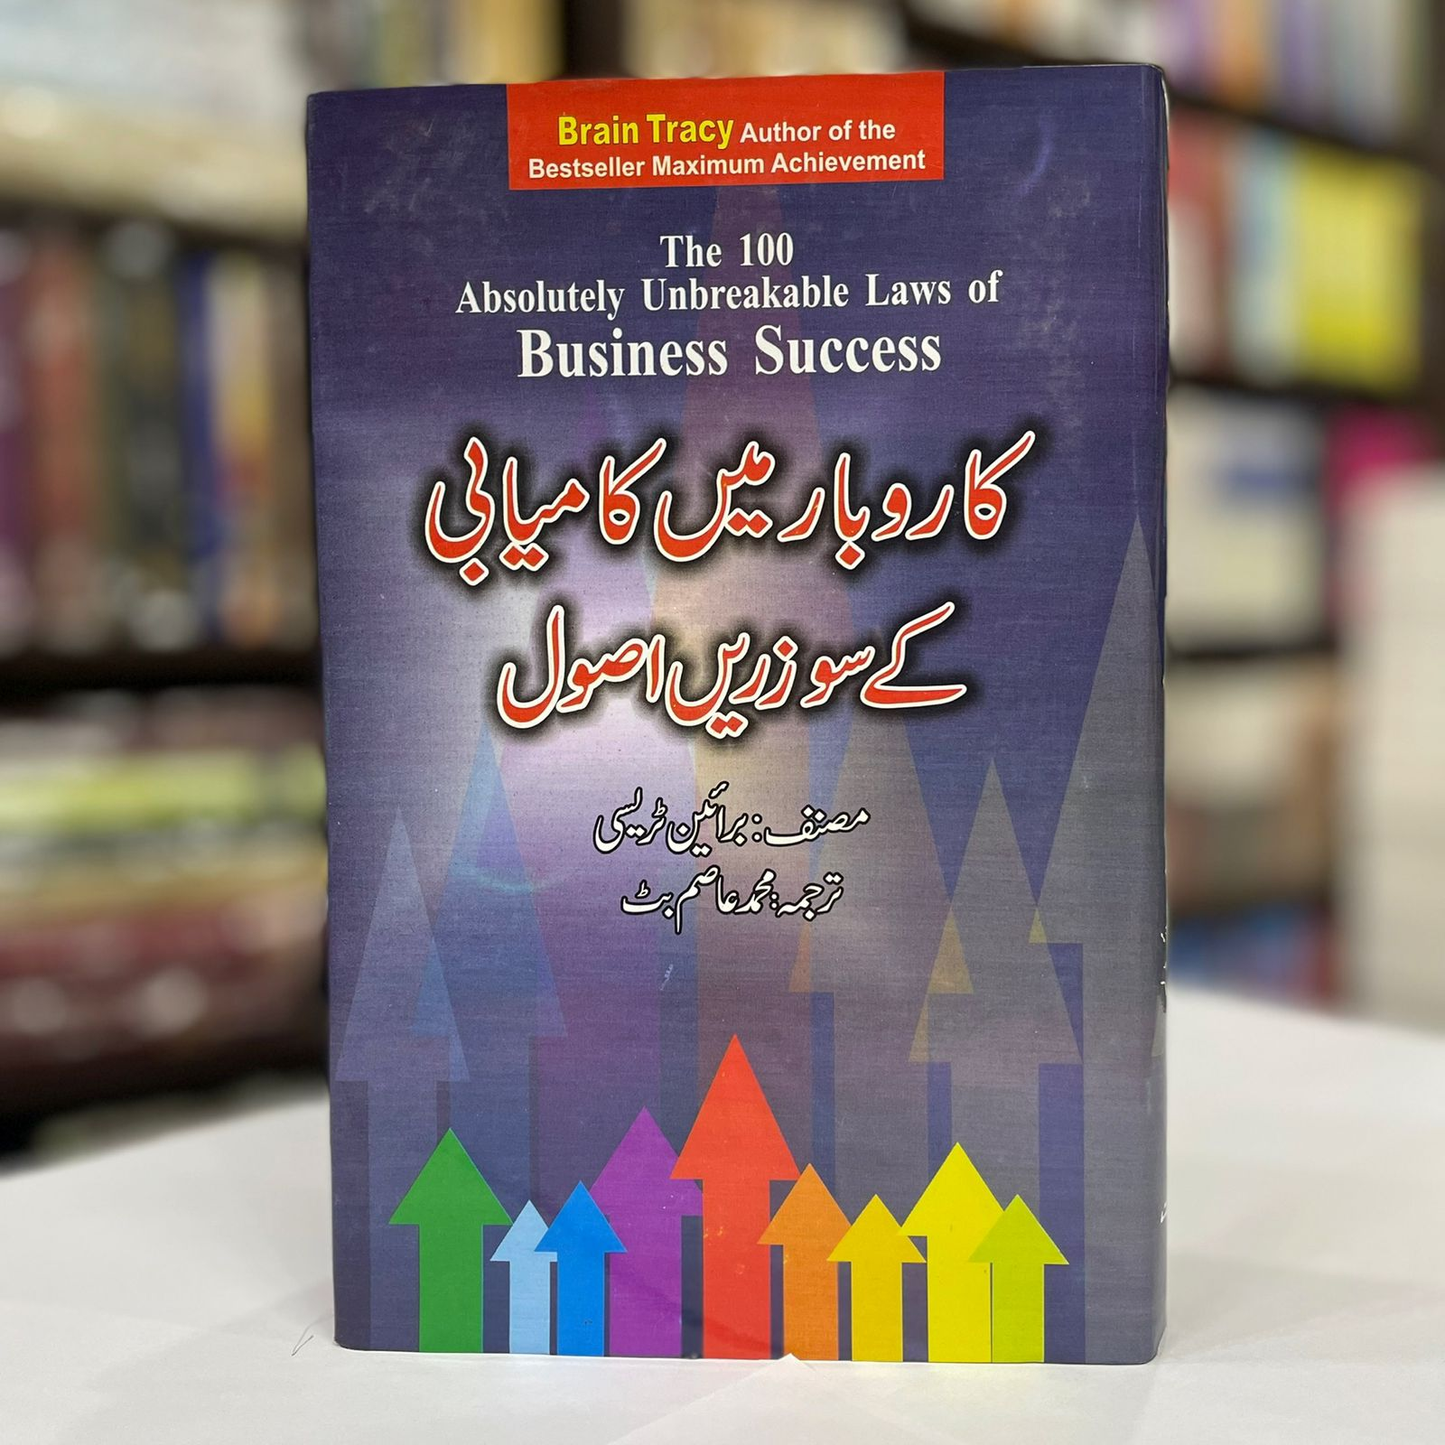 Brain Tracy Author of the
Bestseller Maximum Achievement
The 100
Absolutely Unbreakable Laws of
Business Success
کاروبار میں کامیابی
کے سو زریں اصول
مصنف: برائین ٹریسی
ترجمہ: محمد عاصم بٹ